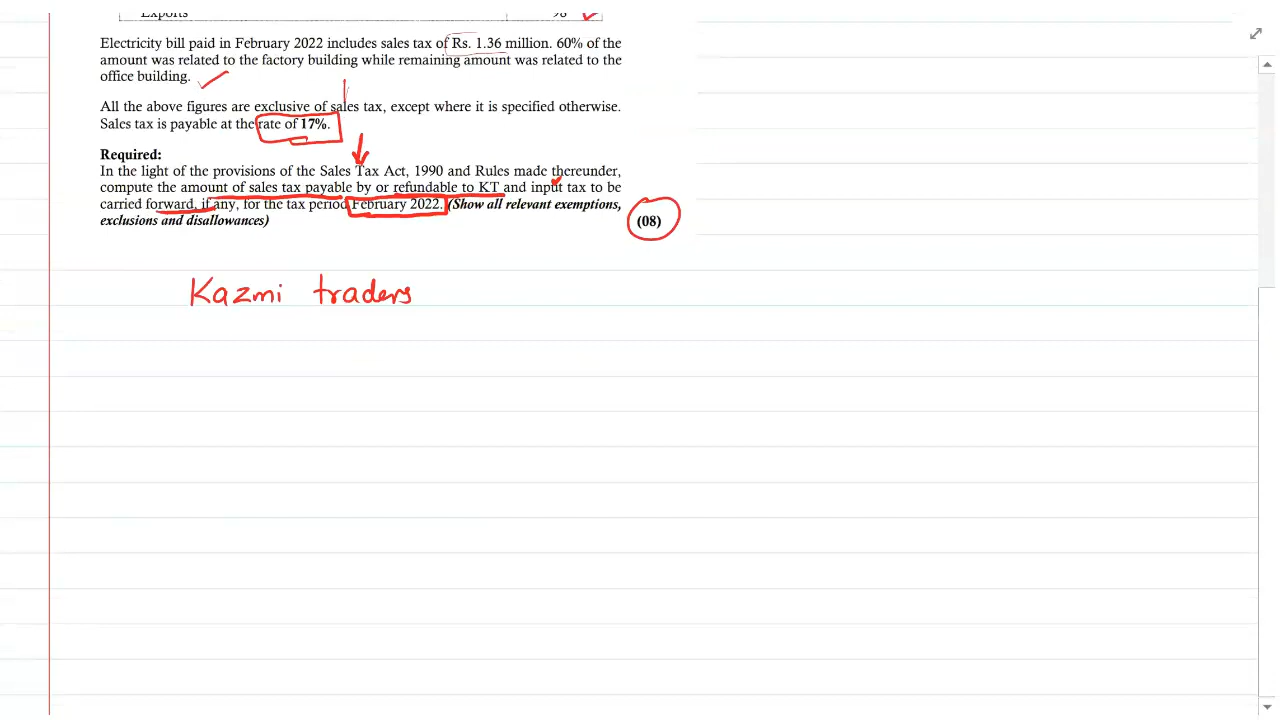 Exports 98
Electricity bill paid in February 2022 includes sales tax of Rs. 1.36 million. 60% of the
amount was related to the factory building while remaining amount was related to the
office building.
All the above figures are exclusive of sales tax, except where it is specified otherwise.
Sales tax is payable at the rate of 17%.
Required:
In the light of the provisions of the Sales Tax Act, 1990 and Rules made thereunder,
compute the amount of sales tax payable by or refundable to KT and input tax to be
carried forward, if any, for the tax period February 2022. (Show all relevant exemptions,
exclusions and disallowances) (08)
Kazmi traders